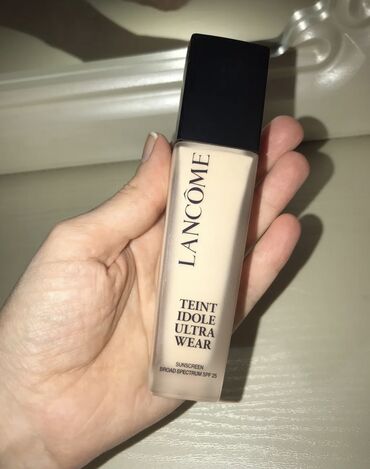 LANCÔME
TEINT
IDOLE
ULTRA
WEAR
SUNSCREEN
BROAD SPECTRUM SPF 25